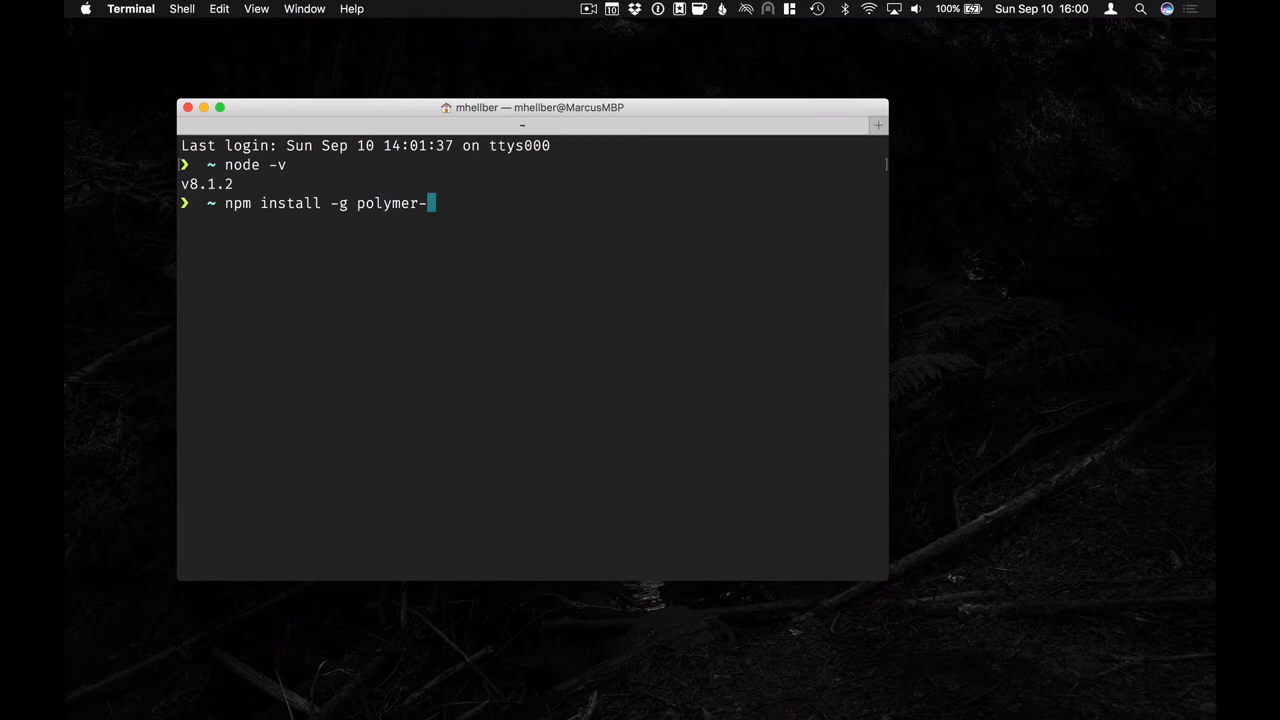 Terminal Shell Edit View Window Help 10 100% Sun Sep 10 16:00
mhellber — mhellber@MarcusMBP
~
Last login: Sun Sep 10 14:01:37 on ttys000
❯ ~ node -v
v8.1.2
❯ ~ npm install -g polymer-